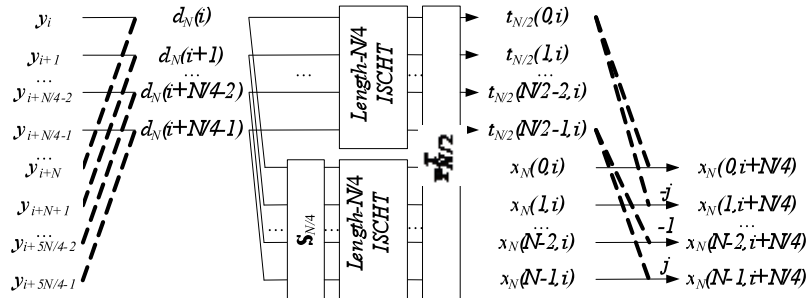 y_i d_N(i) t_{N/2}(0,i)
y_{i+1} d_N(i+1) t_{N/2}(1,i)
... ... ... ... ...
y_{i+N/4-2} d_N(i+N/4-2) t_{N/2}(N/2-2,i)
y_{i+N/4-1} d_N(i+N/4-1) t_{N/2}(N/2-1,i)
Length-N/4
ISCHT
... 
y_{i+N} x_N(0,i) x_N(0,i+N/4)
-j
y_{i+N+1} x_N(1,i) x_N(1,i+N/4)
-1
... ... ... ... ...
y_{i+5N/4-2} x_N(N-2,i) x_N(N-2,i+N/4)
j
y_{i+5N/4-1} x_N(N-1,i) x_N(N-1,i+N/4)
S_{N/4}
Length-N/4
ISCHT